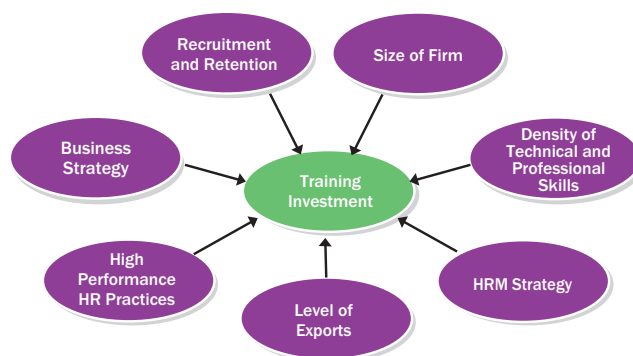 Recruitment
and Retention
Size of Firm
Business
Strategy
Density of
Technical and
Professional
Skills
Training
Investment
High
Performance
HR Practices
HRM Strategy
Level of
Exports